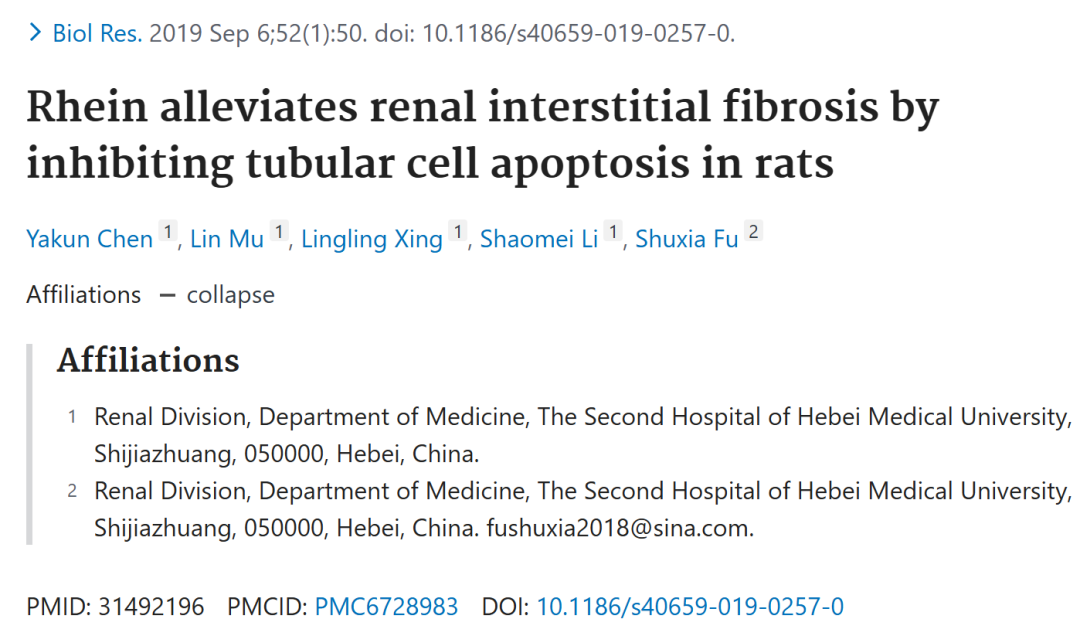 Biol Res. 2019 Sep 6;52(1):50. doi: 10.1186/s40659-019-0257-0.
Rhein alleviates renal interstitial fibrosis by
inhibiting tubular cell apoptosis in rats
Yakun Chen 1, Lin Mu 1, Lingling Xing 1, Shaomei Li 1, Shuxia Fu 2
Affiliations — collapse
Affiliations
1 Renal Division, Department of Medicine, The Second Hospital of Hebei Medical University,
Shijiazhuang, 050000, Hebei, China.
2 Renal Division, Department of Medicine, The Second Hospital of Hebei Medical University,
Shijiazhuang, 050000, Hebei, China. fushuxia2018@sina.com.
PMID: 31492196 PMCID: PMC6728983 DOI: 10.1186/s40659-019-0257-0